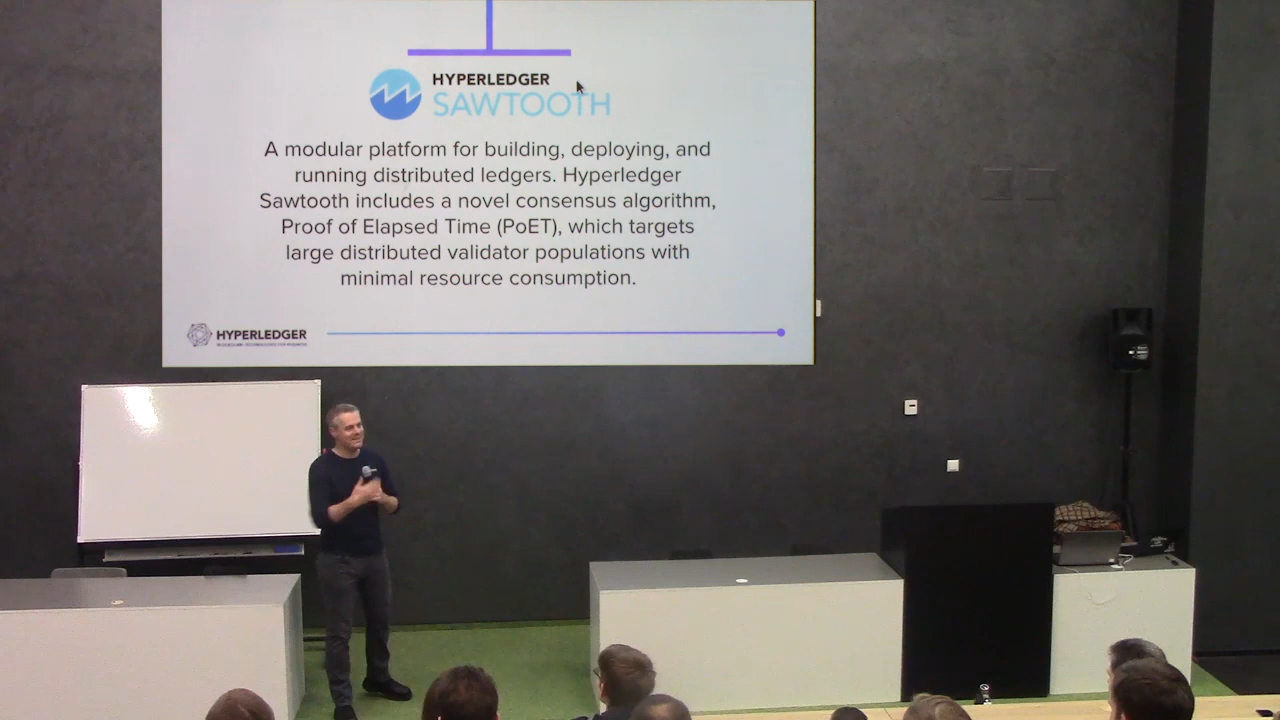 HYPERLEDGER
SAWTOOTH
A modular platform for building, deploying, and
running distributed ledgers. Hyperledger
Sawtooth includes a novel consensus algorithm,
Proof of Elapsed Time (PoET), which targets
large distributed validator populations with
minimal resource consumption.
HYPERLEDGER